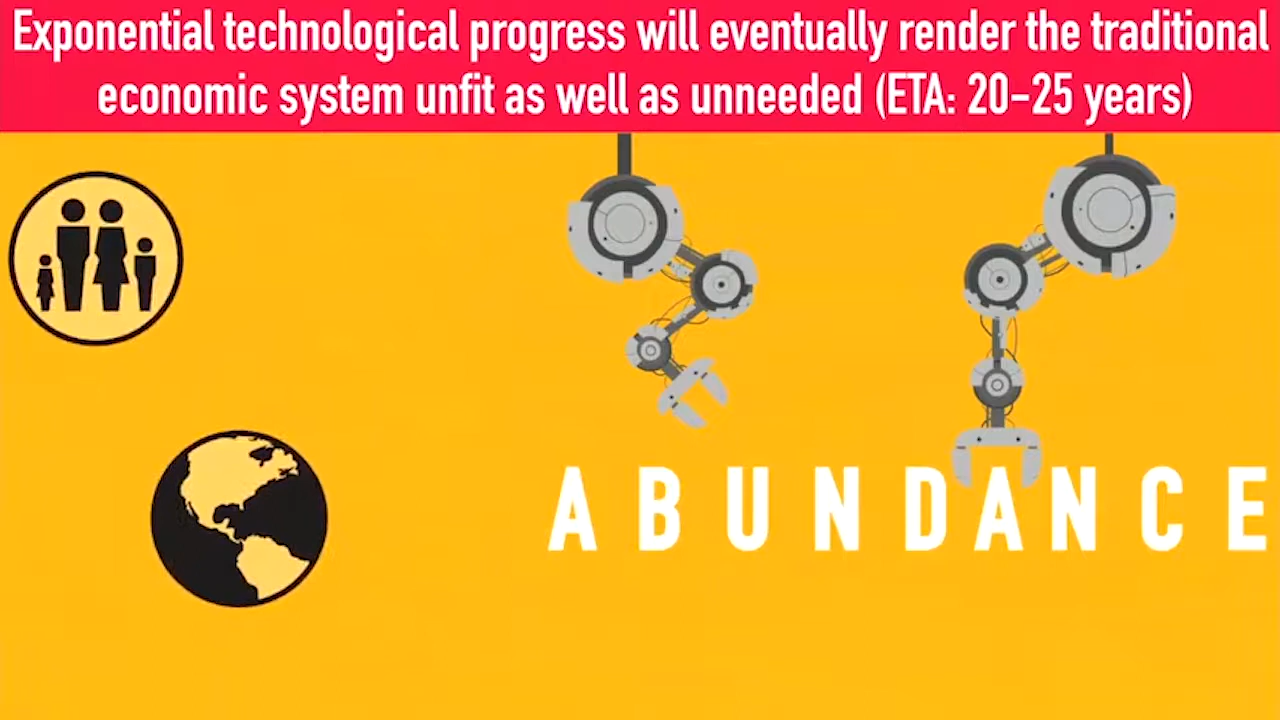 Exponential technological progress will eventually render the traditional
economic system unfit as well as unneeded (ETA: 20-25 years)
ABUNDANCE